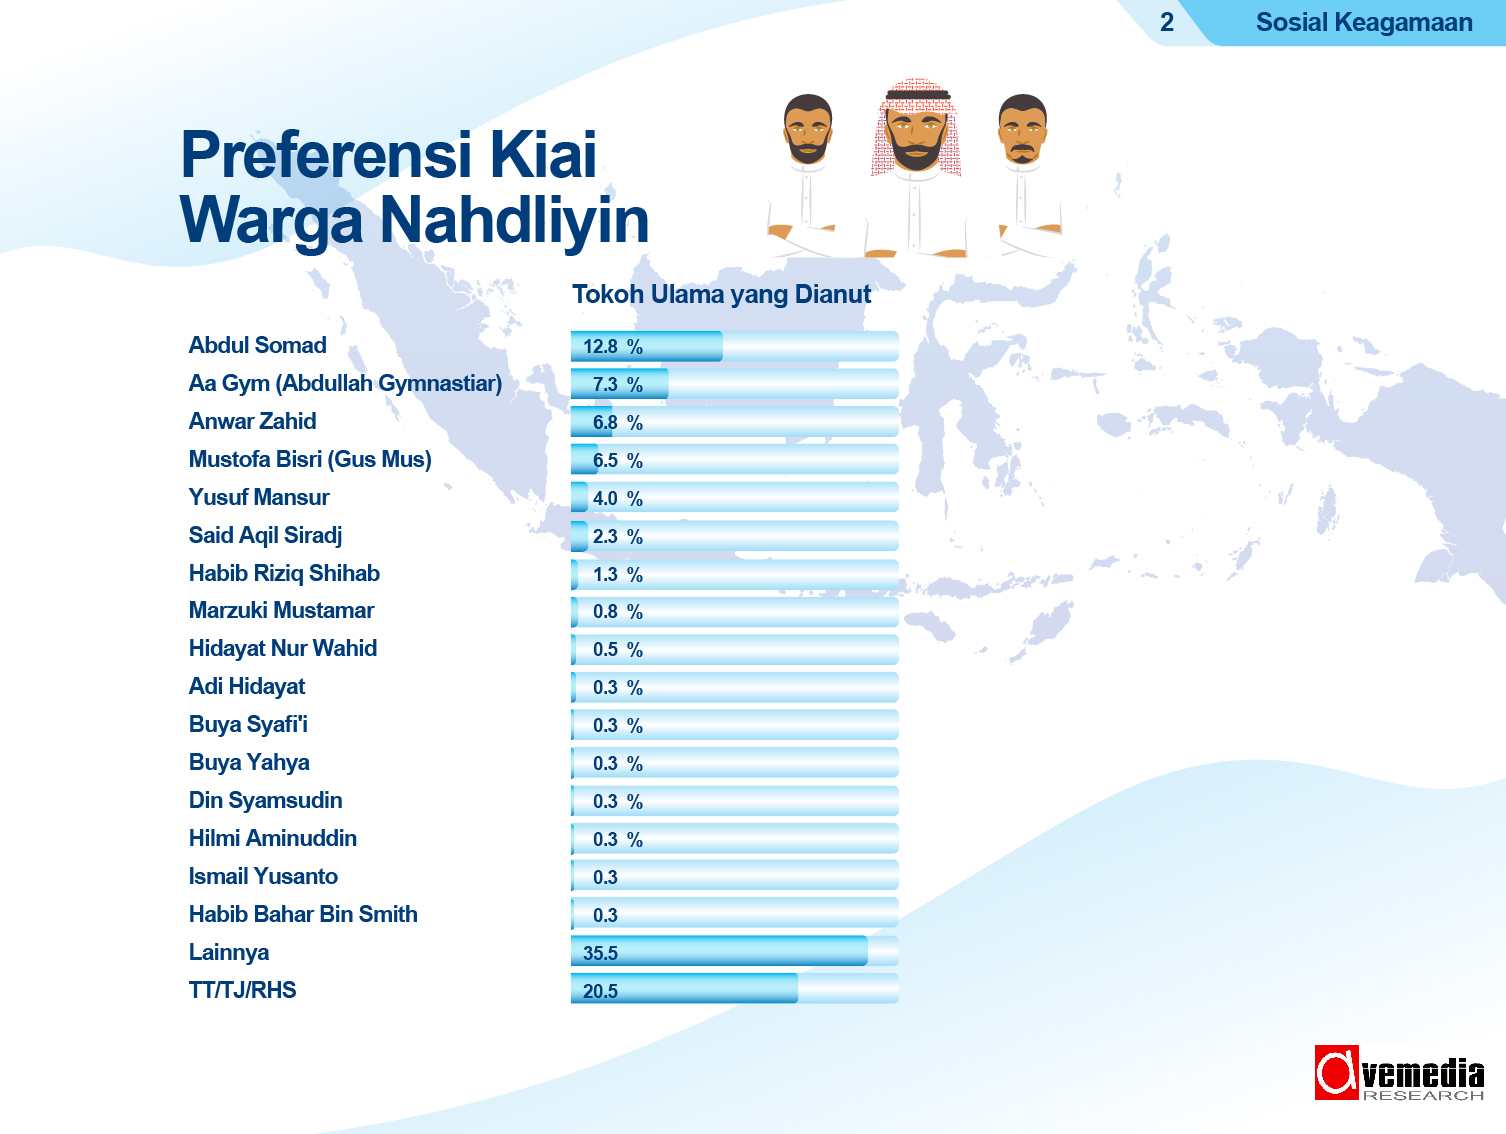 2 Sosial Keagamaan
Preferensi Kiai
Warga Nahdliyin
Tokoh Ulama yang Dianut
Abdul Somad 12.8 %
Aa Gym (Abdullah Gymnastiar) 7.3 %
Anwar Zahid 6.8 %
Mustofa Bisri (Gus Mus) 6.5 %
Yusuf Mansur 4.0 %
Said Aqil Siradj 2.3 %
Habib Riziq Shihab 1.3 %
Marzuki Mustamar 0.8 %
Hidayat Nur Wahid 0.5 %
Adi Hidayat 0.3 %
Buya Syafi'i 0.3 %
Buya Yahya 0.3 %
Din Syamsudin 0.3 %
Hilmi Aminuddin 0.3 %
Ismail Yusanto 0.3
Habib Bahar Bin Smith 0.3
Lainnya 35.5
TT/TJ/RHS 20.5
avemedia
RESEARCH